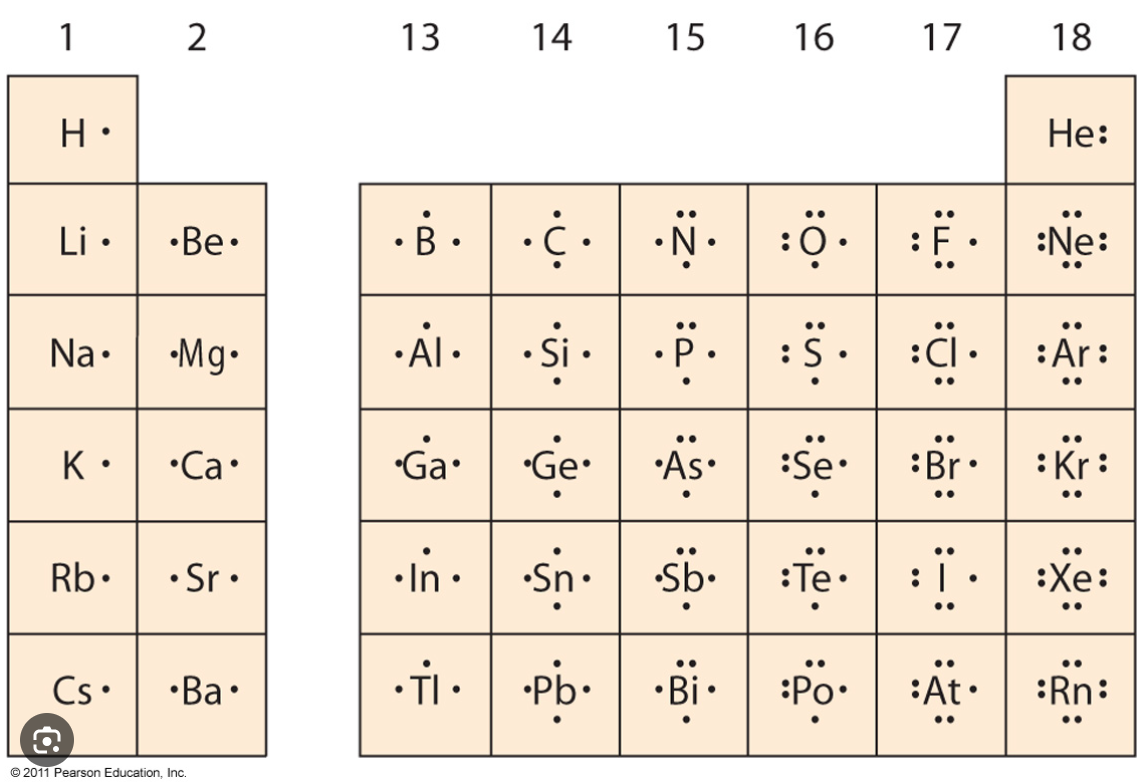 1 2 13 14 15 16 17 18
H He
Li Be B C N O F Ne
Na Mg Al Si P S Cl Ar
K Ca Ga Ge As Se Br Kr
Rb Sr In Sn Sb Te I Xe
Cs Ba Tl Pb Bi Po At Rn
© 2011 Pearson Education, Inc.